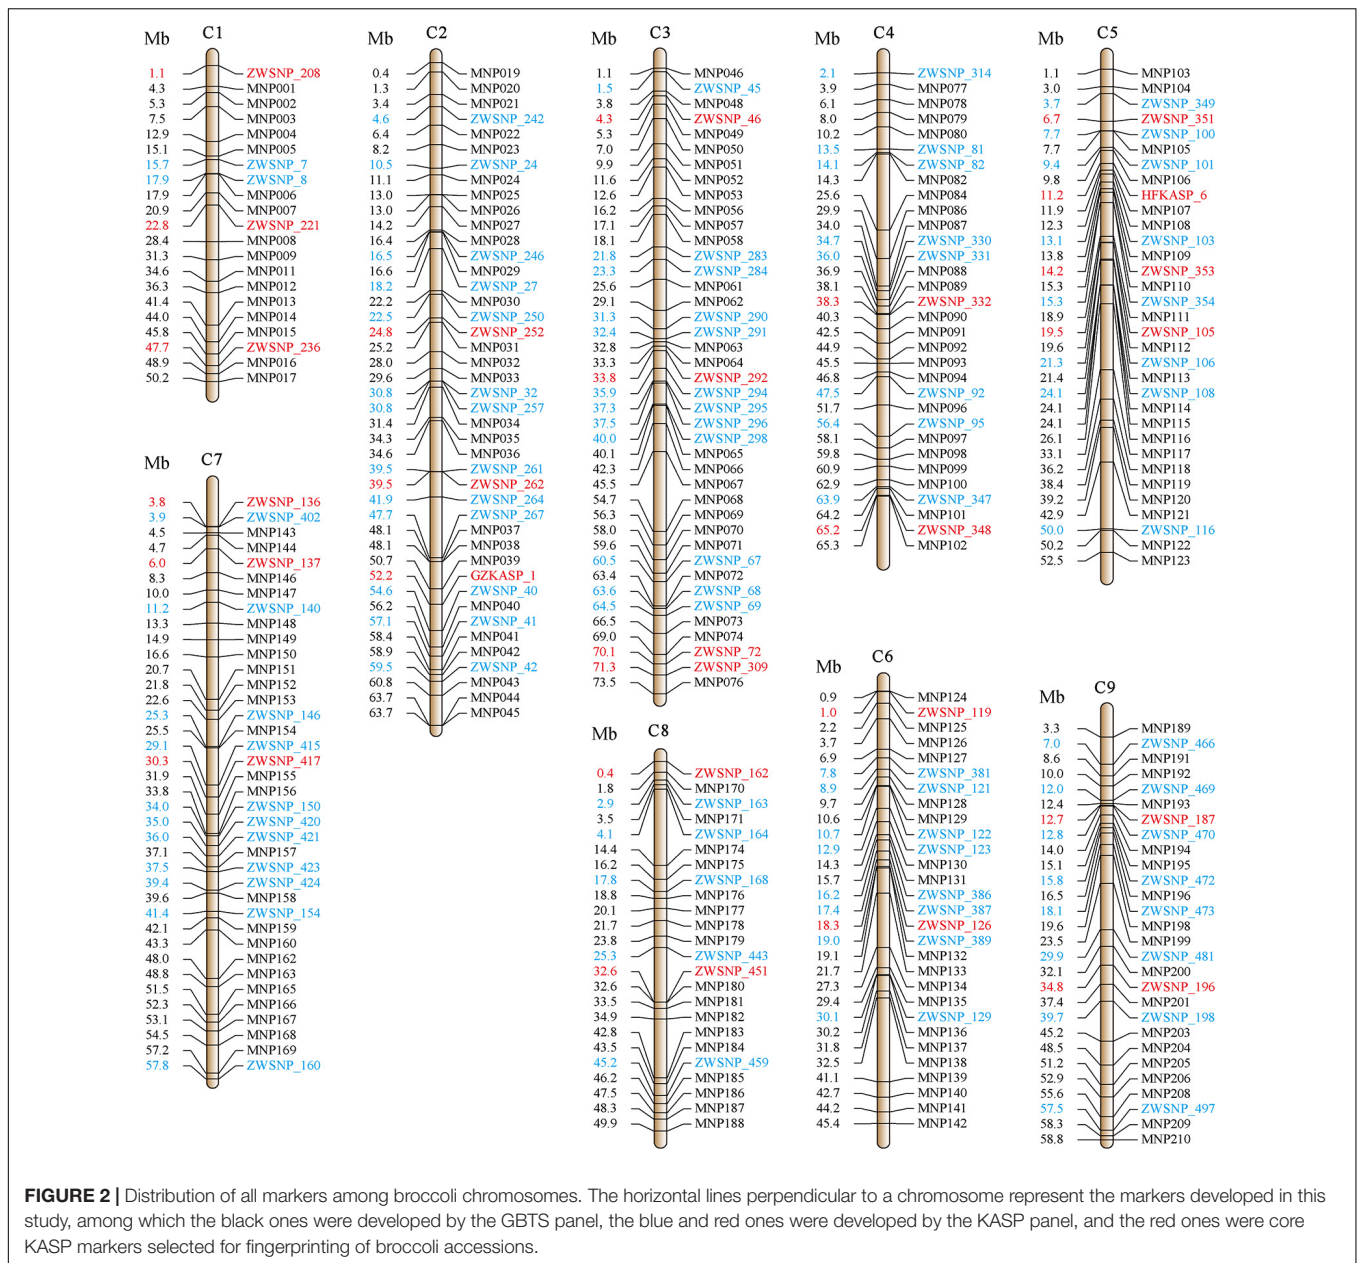 Mb C1
1.1 ZWSNP_208
4.3 MNP001
5.3 MNP002
7.5 MNP003
12.9 MNP004
15.1 MNP005
15.7 ZWSNP_7
17.9 ZWSNP_8
17.9 MNP006
20.9 MNP007
22.8 ZWSNP_221
28.4 MNP008
31.3 MNP009
34.6 MNP011
36.3 MNP012
41.4 MNP013
44.0 MNP014
45.8 MNP015
47.7 ZWSNP_236
48.9 MNP016
50.2 MNP017
Mb C2
0.4 MNP019
1.3 MNP020
3.4 MNP021
4.6 ZWSNP_242
6.4 MNP022
8.2 MNP023
10.5 ZWSNP_24
11.1 MNP024
13.0 MNP025
13.0 MNP026
14.2 MNP027
16.4 MNP028
16.5 ZWSNP_246
16.6 MNP029
18.2 ZWSNP_27
22.2 MNP030
22.5 ZWSNP_250
24.8 ZWSNP_252
25.2 MNP031
28.0 MNP032
29.6 MNP033
30.8 ZWSNP_32
30.8 ZWSNP_257
31.4 MNP034
34.3 MNP035
34.6 MNP036
39.5 ZWSNP_261
39.5 ZWSNP_262
41.9 ZWSNP_264
47.7 ZWSNP_267
48.1 MNP037
48.1 MNP038
50.7 MNP039
52.2 GZKASP_1
54.6 ZWSNP_40
56.2 MNP040
57.1 ZWSNP_41
58.4 MNP041
58.9 MNP042
59.5 ZWSNP_42
60.8 MNP043
63.7 MNP044
63.7 MNP045
Mb C3
1.1 MNP046
1.5 ZWSNP_45
3.8 MNP048
4.3 ZWSNP_46
5.3 MNP049
7.0 MNP050
9.9 MNP051
11.6 MNP052
12.6 MNP053
16.2 MNP056
17.1 MNP057
18.1 MNP058
21.8 ZWSNP_283
23.3 ZWSNP_284
25.6 MNP061
29.1 MNP062
31.3 ZWSNP_290
32.4 ZWSNP_291
32.8 MNP063
33.3 MNP064
33.8 ZWSNP_292
35.9 ZWSNP_294
37.3 ZWSNP_295
37.5 ZWSNP_296
40.0 ZWSNP_298
40.1 MNP065
42.3 MNP066
45.5 MNP067
54.7 MNP068
56.3 MNP069
58.0 MNP070
59.6 MNP071
60.5 ZWSNP_67
63.4 MNP072
63.6 ZWSNP_68
64.5 ZWSNP_69
66.5 MNP073
69.0 MNP074
70.1 ZWSNP_72
71.3 ZWSNP_309
73.5 MNP076
Mb C4
2.1 ZWSNP_314
3.9 MNP077
6.1 MNP078
8.0 MNP079
10.2 MNP080
13.5 ZWSNP_81
14.1 ZWSNP_82
14.3 MNP082
25.6 MNP084
29.9 MNP086
34.0 MNP087
34.7 ZWSNP_330
36.0 ZWSNP_331
36.9 MNP088
38.1 MNP089
38.3 ZWSNP_332
40.3 MNP090
42.5 MNP091
44.9 MNP092
45.5 MNP093
46.8 MNP094
47.5 ZWSNP_92
51.7 MNP096
56.4 ZWSNP_95
58.1 MNP097
59.8 MNP098
60.9 MNP099
62.9 MNP100
63.9 ZWSNP_347
64.2 MNP101
65.2 ZWSNP_348
65.3 MNP102
Mb C5
1.1 MNP103
3.0 MNP104
3.7 ZWSNP_349
6.7 ZWSNP_351
7.7 ZWSNP_100
7.7 MNP105
9.4 ZWSNP_101
9.8 MNP106
11.2 HFKASP_6
11.9 MNP107
12.3 MNP108
13.1 ZWSNP_103
13.8 MNP109
14.2 ZWSNP_353
15.3 MNP110
15.3 ZWSNP_354
18.9 MNP111
19.5 ZWSNP_105
19.6 MNP112
21.3 ZWSNP_106
21.4 MNP113
24.1 ZWSNP_108
24.1 MNP114
24.1 MNP115
26.1 MNP116
33.1 MNP117
36.2 MNP118
38.4 MNP119
39.2 MNP120
42.9 MNP121
50.0 ZWSNP_116
50.2 MNP122
52.5 MNP123
Mb C7
3.8 ZWSNP_136
3.9 ZWSNP_402
4.5 MNP143
4.7 MNP144
6.0 ZWSNP_137
8.3 MNP146
10.0 MNP147
11.2 ZWSNP_140
13.3 MNP148
14.9 MNP149
16.6 MNP150
20.7 MNP151
21.8 MNP152
22.6 MNP153
25.3 ZWSNP_146
25.5 MNP154
29.1 ZWSNP_415
30.3 ZWSNP_417
31.9 MNP155
33.8 MNP156
34.0 ZWSNP_150
35.0 ZWSNP_420
36.0 ZWSNP_421
37.1 MNP157
37.5 ZWSNP_423
39.4 ZWSNP_424
39.6 MNP158
41.4 ZWSNP_154
42.1 MNP159
43.3 MNP160
48.0 MNP162
48.8 MNP163
51.5 MNP165
52.3 MNP166
53.1 MNP167
54.5 MNP168
57.2 MNP169
57.8 ZWSNP_160
Mb C8
0.4 ZWSNP_162
1.8 MNP170
2.9 ZWSNP_163
3.5 MNP171
4.1 ZWSNP_164
14.4 MNP174
16.2 MNP175
17.8 ZWSNP_168
18.8 MNP176
20.1 MNP177
21.7 MNP178
23.8 MNP179
25.3 ZWSNP_443
32.6 ZWSNP_451
32.6 MNP180
33.5 MNP181
34.9 MNP182
42.8 MNP183
43.5 MNP184
45.2 ZWSNP_459
46.2 MNP185
47.5 MNP186
48.3 MNP187
49.9 MNP188
Mb C6
0.9 MNP124
1.0 ZWSNP_119
2.2 MNP125
3.7 MNP126
6.9 MNP127
7.8 ZWSNP_381
8.9 ZWSNP_121
9.7 MNP128
10.6 MNP129
10.7 ZWSNP_122
12.9 ZWSNP_123
14.3 MNP130
15.7 MNP131
16.2 ZWSNP_386
17.4 ZWSNP_387
18.3 ZWSNP_126
19.0 ZWSNP_389
19.1 MNP132
21.7 MNP133
27.3 MNP134
29.4 MNP135
30.1 ZWSNP_129
30.2 MNP136
31.8 MNP137
32.5 MNP138
41.1 MNP139
42.7 MNP140
44.2 MNP141
45.4 MNP142
Mb C9
3.3 MNP189
7.0 ZWSNP_466
8.6 MNP191
10.0 MNP192
12.0 ZWSNP_469
12.4 MNP193
12.7 ZWSNP_187
12.8 ZWSNP_470
14.0 MNP194
15.1 MNP195
15.8 ZWSNP_472
16.5 MNP196
18.1 ZWSNP_473
19.6 MNP198
23.5 MNP199
29.9 ZWSNP_481
32.1 MNP200
34.8 ZWSNP_196
37.4 MNP201
39.7 ZWSNP_198
45.2 MNP203
48.5 MNP204
51.2 MNP205
52.9 MNP206
55.6 MNP208
57.5 ZWSNP_497
58.3 MNP209
58.8 MNP210
FIGURE 2 | Distribution of all markers among broccoli chromosomes. The horizontal lines perpendicular to a chromosome represent the markers developed in this
study, among which the black ones were developed by the GBTS panel, the blue and red ones were developed by the KASP panel, and the red ones were core
KASP markers selected for fingerprinting of broccoli accessions.